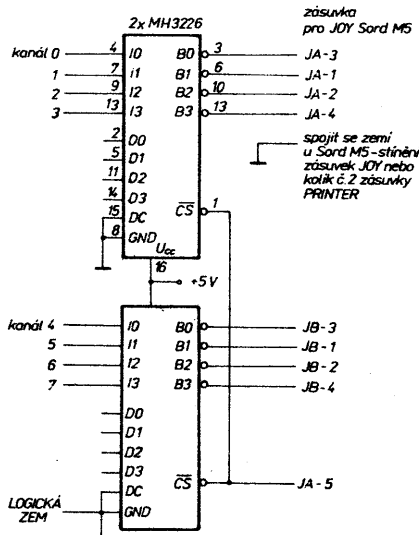 2x MH3226
zásuvka
pro JOY Sord M5
kanál 0 4 I0 B0 3 JA-3
1 7 I1 B1 6 JA-1
2 9 I2 B2 10 JA-2
3 13 I3 B3 13 JA-4
2 D0
5 D1
11 D2
14 D3
15 DC CS 1
8 GND
Ucc
16
+5V
spojit se zemí
u Sord M5-stínění
zásuvek JOY nebo
kolík č.2 zásuvky
PRINTER
kanál 4 I0 B0 JB-3
5 I1 B1 JB-1
6 I2 B2 JB-2
7 I3 B3 JB-4
D0
D1
D2
D3
DC CS JA-5
LOGICKÁ
ZEM
GND